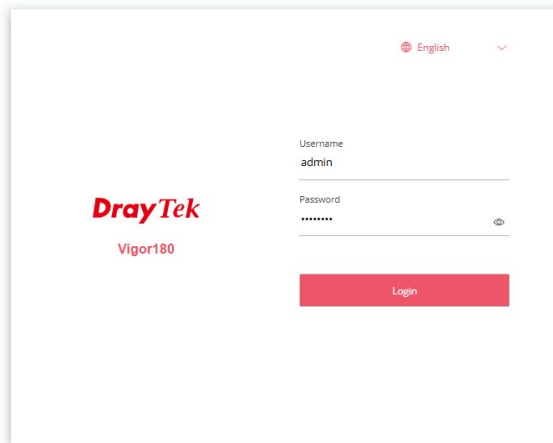 English
Username
admin
DrayTek
Vigor180
Password
••••••••
Login